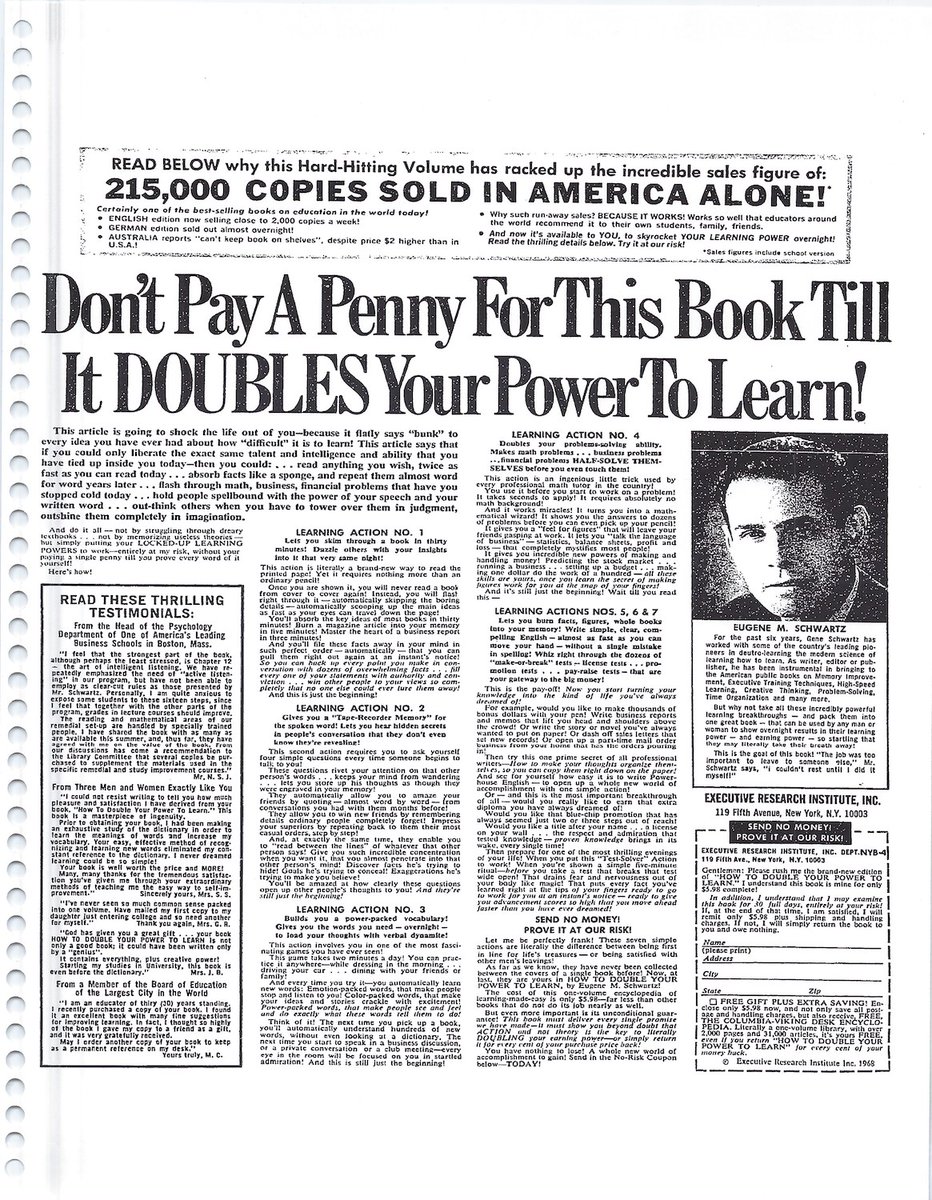 READ BELOW why this Hard-Hitting Volume has racked up the incredible sales figure of:
215,000 COPIES SOLD IN AMERICA ALONE!*
Certainly one of the best-selling books on education in the world today!
• ENGLISH edition now selling close to 2,000 copies a week!
• GERMAN edition sold out almost overnight!
• AUSTRALIA reports "can't keep book on shelves", despite price $2 higher than in
U.S.A.!
• Why such run-away sales? BECAUSE IT WORKS! Works so well that educators around
the world recommend it to their own students, family, friends.
• And now it's available to YOU, to skyrocket YOUR LEARNING POWER overnight!
Read the thrilling details below. Try it at our risk!
*Sales figures include school version
Don't Pay A Penny For This Book Till
It DOUBLES Your Power To Learn!
This article is going to shock the life out of you—because it flatly says "bunk" to
every idea you have ever had about how "difficult" it is to learn! This article says that
if you could only liberate the exact same talent and intelligence and ability that you
have tied up inside you today—then you could: . . . read anything you wish, twice as
fast as you can read today . . . absorb facts like a sponge, and repeat them almost word
for word years later . . . flash through math, business, financial problems that have you
stopped cold today . . . hold people spellbound with the power of your speech and your
written word . . . out-think others when you have to tower over them in judgment,
outshine them completely in imagination.
And do it all — not by struggling through dreary
textbooks . . . not by memorizing useless theories —
but simply putting your LOCKED-UP LEARNING
POWERS to work—entirely at my risk, without your
paying a single penny till you prove every word of it
yourself!
Here's how!
READ THESE THRILLING
TESTIMONIALS:
From the Head of the Psychology
Department of One of America's Leading
Business Schools in Boston, Mass.
"I feel that the strongest part of the book,
although perhaps the least stressed, is Chapter 12
— the art of intelligent listening. We have re-
peatedly emphasized the need of "active listen-
ing" in our program, but have not been able to
employ as clear-cut rules as those presented by
Mr. Schwartz. Personally, I am quite anxious to
expose some students to these sixteen steps, since
I feel that together with the other parts of the
program, grades in lecture courses should improve.
The reading and mathematical areas of our
remedial set-up are handled by specially trained
people, I have shared the book with as many as
are available this summer, and, thus far, they have
agreed with me on the value of the book. From
our discussions has come a recommendation to
the Library Committee that several copies be pur-
chased to supplement the materials used in the
specific remedial and study improvement courses."
Mr. N. S. I.
From Three Men and Women Exactly Like You
"I could not resist writing to tell you how much
pleasure and satisfaction I have derived from your
book, "How To Double Your Power To Learn." This
book is a masterpiece of ingenuity.
Prior to obtaining your book, I had been making
an exhaustive study of the dictionary in order to
learn the meanings of words and increase my
vocabulary. Your easy, effective method of recog-
nizing and learning new words eliminated my con-
stant reference to the dictionary. I never dreamed
learning could be so simple!
Your book is well worth the price and MORE!
Many, many thanks for the tremendous satisfac-
tion you've given me through your extraordinary
methods of teaching me the easy way to self-im-
provement."
Sincerely yours, Mrs. S. S.
"I've never seen so much common sense packed
into one volume. Have mailed my first copy to my
daughter just entering college and so need another
for myself."
Thank you again, Mrs. G. R.
"God has given you a great gift . . . your book
HOW TO DOUBLE YOUR POWER TO LEARN is not
only a good book; it could have been written only
by a "genius".
It contains everything, plus creative power!
Starting my studies in University, this book is
even before the dictionary."
Mrs. J. B.
From a Member of the Board of Education
of the Largest City in the World
"I am an educator of thirty (30) years standing.
I recently purchased a copy of your book. I found
it an excellent book with many fine suggestions
for improving learning. In fact, I thought so highly
of the book I gave my copy to a friend as a gift,
and it was very gratefully received.
May I order another copy of your book to keep
as a permanent reference on my desk."
Yours truly, M. C.
LEARNING ACTION NO. 1
Lets you skim through a book in thirty
minutes! Dazzle others with your insights
into it that very same night!
This action is literally a brand-new way to read the
printed page! Yet it requires nothing more than an
ordinary pencil!
Once you are shown it, you will never read a book
from cover to cover again! Instead, you will flash
right through it — automatically skipping the boring
details — automatically scooping up the main ideas
as fast as your eyes can travel down the page!
You'll absorb the key ideas of most books in thirty
minutes! Burn a magazine article into your memory
in five minutes! Master the heart of a business report
in three minutes!
And you'll file these facts away in your mind in
such perfect order — automatically — that you can
pull them right out again at an instant's notice!
So you can back up every point you make in con-
versation with dozens of overwhelming facts . . . fill
every one of your statements with authority and con-
viction . . . win other people to your views so com-
pletely that no one could ever turn them away!
And this is just the beginning!
LEARNING ACTION NO. 2
Gives you a "Tape-Recorder Memory" for
the spoken word! Lets you hear hidden secrets
in people's conversation that they don't even
know they're revealing!
This second action requires you to ask yourself
four simple questions every time someone begins to
talk to you!
These questions rivet your attention on that other
person's words . . . keeps your mind from wandering
. . . lets you store up his thoughts as though they
were engraved in your memory!
They automatically allow you to amaze your
friends by quoting — almost word by word — from
conversations you had with them months before!
They allow you to win new friends by remembering
details ordinary people completely forget! Impress
your superiors by repeating back to them their most
casual orders, step by step!
And, at exactly the same time, they enable you
to "read between the lines" of whatever that other
person says! Give you such incredible concentration
when you want it, that you almost penetrate into that
other person's mind! Discover facts he's trying to
hide! Goals he's trying to conceal! Exaggerations he's
trying to make you believe!
You'll be amazed at how clearly these questions
open up other people's thoughts to you! And they're
still just the beginning!
LEARNING ACTION NO. 3
Builds you a power-packed vocabulary!
Gives you the words you need — overnight —
to load your thoughts with verbal dynamite!
This action involves you in one of the most fasci-
nating games you have ever seen!
This game takes two minutes a day! You can prac-
tice it anywhere—while dressing in the morning . . .
driving your car . . . dining with your friends or
family!
And every time you try it—you automatically learn
new words! Emotion-packed words, that make people
stop and listen to you! Color-packed words, that make
your ideas and stories crackle with excitement!
Power-packed words, that make people see and feel
and do exactly what these words tell them to do!
Think of it! The next time you pick up a book,
you'll automatically understand hundreds of new
words, without even looking at a dictionary. The
next time you start to speak in a business discussion,
or a private conversation or a club meeting—every
eye in the room will be focused on you in startled
admiration! And this is still just the beginning!
LEARNING ACTION NO. 4
Doubles your problems-solving ability.
Makes math problems . . . business problems
. . . financial problems HALF-SOLVE THEM-
SELVES before you even touch them!
This action is an ingenious little trick used by
every professional math tutor in the country!
You use it before you start to work on a problem!
It takes seconds to apply! It requires absolutely no
math background!
And it works miracles! It turns you into a math-
ematical wizard! It shows you the answers to dozens
of problems before you can even pick up your pencil!
It gives you a "feel for figures" that will leave your
friends gasping at work. It lets you "talk the language
of business" — statistics, balance sheets, profit and
loss — that completely mystifies most people!
It gives you incredible new powers of making and
handling money! Predicting the stock market . . .
running a business . . . setting up a budget . . . mak-
ing one dollar do the work of a hundred — all these
skills are yours, once you learn the secret of making
figures work for you at the snap of your fingers!
And it's still just the beginning! Wait till you read
this —
LEARNING ACTIONS NOS. 5, 6 & 7
Lets you burn facts, figures, whole books
into your memory! Write simple, clear, com-
pelling English — almost as fast as you can
move your hand — without a single mistake
in spelling! Whiz right through the dozens of
"make-or-break" tests — license tests . . . pro-
motion tests . . . pay-raise tests — that are
your gateway to the big money!
This is the pay-off! Now you start turning your
knowledge into the kind of life you've always
dreamed of!
For example, would you like to make thousands of
bonus dollars with your pen! Write business reports
and memos that lift you head and shoulders above
the crowd! Or write the story or book you've always
wanted to put on paper! Or dash off sales letters that
set new records! Or open up a part-time mail order
business from your home that has the orders pouring
in!
Then try this one prime secret of all professional
writers—How to make your thoughts organize them-
selves, so you can copy them right down on the paper!
And see for yourself how easy it is to write Power-
house English — to open up whole new world of
accomplishment with one simple action!
Or — and this is the most important breakthrough
of all — would you really like to earn that extra
diploma you have always dreamed of!
Would you like that blue-chip promotion that has
always seemed just two or three steps out of reach!
Would you like a title after your name . . . a license
on your wall . . . the respect and admiration that
tested knowledge — proven knowledge brings in its
wake, every single time!
Then prepare for one of the most thrilling evenings
of your life! When you put this "Test-Solver" Action
to work! When you're shown a simple five-minute
ritual—before you take a test that breaks that test
wide open! That drains fear and nervousness out of
your body like magic! That puts every fact you've
learned right at the tips of your fingers ready to go
to work for you at an instant's notice — ready to give
you advancement scores so high that you move ahead
faster than you have ever dreamed!
SEND NO MONEY!
PROVE IT AT OUR RISK!
Let me be perfectly frank! These seven simple
actions are literally the difference between being first
in line for life's treasures — or being satisfied with
other men's leavings!
As far as we know, they have never been collected
between the covers of a single book before! Now, at
last, they are yours in HOW TO DOUBLE YOUR
POWER TO LEARN, by Eugene M. Schwartz!
The cost of this one-volume encyclopedia of
learning-made-easy is only $5.98—far less than other
books that do not do its job nearly as well.
But even more important is its unconditional guar-
antee! This book must deliver every single promise
we have made—it must show you beyond doubt that
ACTION and not theory is the key to literally
DOUBLING your earning power—or simply return
it for every cent of your purchase price back!
You have nothing to lose! A whole new world of
accomplishment to gain! Send in the No-Risk Coupon
below—TODAY!
EUGENE M. SCHWARTZ
For the past six years, Gene Schwartz has
worked with some of the country's leading pio-
neers in deutro-learning the modern science of
learning how to learn. As writer, editor or pub-
lisher, he has been instrumental in bringing to
the American public books on Memory Improve-
ment, Executive Training Techniques, High-Speed
Learning, Creative Thinking, Problem-Solving,
Time Organization and many more.
But why not take all these incredibly powerful
learning breakthroughs — and pack them into
one great book — that can be used by any man or
woman to show overnight results in their learning
power — and earning power — so startling that
they may literally take their breath away!
This is the goal of this book! "The job was too
important to leave to someone else," Mr.
Schwartz says, "I couldn't rest until I did it
myself!"
EXECUTIVE RESEARCH INSTITUTE, INC.
119 Fifth Avenue, New York, N.Y. 10003
SEND NO MONEY!
PROVE IT AT OUR RISK!
EXECUTIVE RESEARCH INSTITUTE, INC. DEPT.NYB-4
119 Fifth Ave., New York, N.Y. 10003
Gentlemen: Please rush me the brand-new edition
of "HOW TO DOUBLE YOUR POWER TO
LEARN." I understand this book is mine for only
$5.98 complete.
In addition, I understand that I may examine
this book for 30 full days, entirely at your risk!
If, at the end of that time, I am satisfied, I will
remit only $5.98 plus shipping and handling
charges. If not, I will simply return the book to
you and owe nothing.
Name
(please print)
Address
City
State Zip
☐ FREE GIFT PLUS EXTRA SAVING! En-
close only $5.98 now, and not only save all post-
age and handling charges, but also receive, FREE,
THE COLUMBIA-VIKING DESK ENCYCLO-
PEDIA. Literally a one-volume library, with over
2,000 pages and 31,000 articles, it's yours FREE,
even if you return "HOW TO DOUBLE YOUR
POWER TO LEARN" for every cent of your
money back.
© Executive Research Institute Inc. 1968